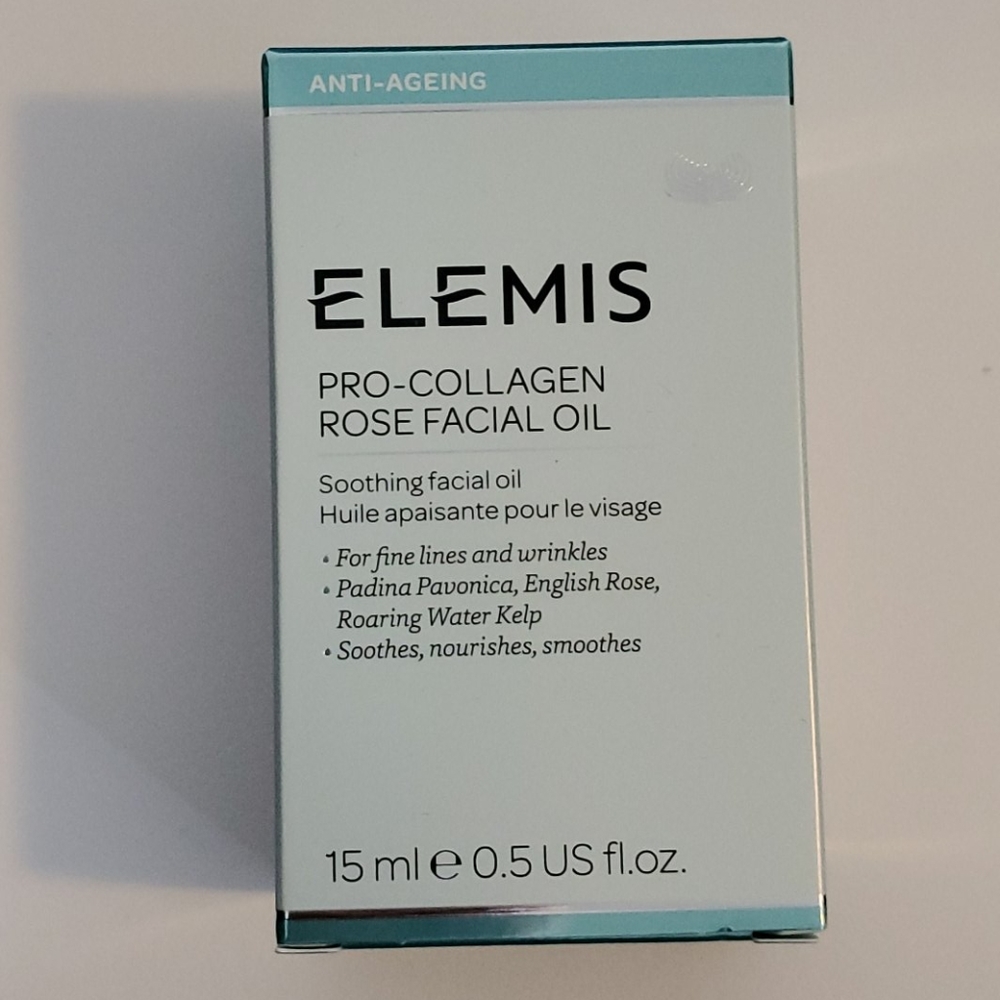 ANTI-AGEING
ELEMIS
PRO-COLLAGEN
ROSE FACIAL OIL
Soothing facial oil
Huile apaisante pour le visage
• For fine lines and wrinkles
• Padina Pavonica, English Rose,
Roaring Water Kelp
• Soothes, nourishes, smoothes
15 ml ℮ 0.5 US fl.oz.